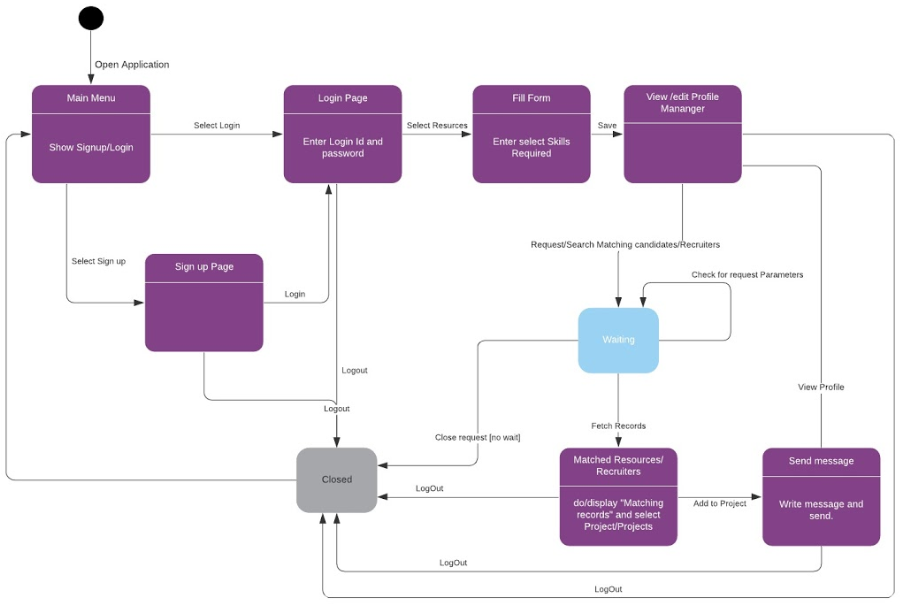 Open Application
Main Menu
Show Signup/Login
Select Login
Login Page
Enter Login Id and
password
Select Resurces
Fill Form
Enter select Skills
Required
Save
View /edit Profile
Mananger
Select Sign up
Sign up Page
Login
Request/Search Matching candidates/Recruiters
Check for request Parameters
Waiting
Logout
View Profile
Logout
Fetch Records
Close request [no wait]
Closed
LogOut
Matched Resources/
Recruiters
do/display "Matching
records" and select
Project/Projects
Add to Project
Send message
Write message and
send.
LogOut
LogOut